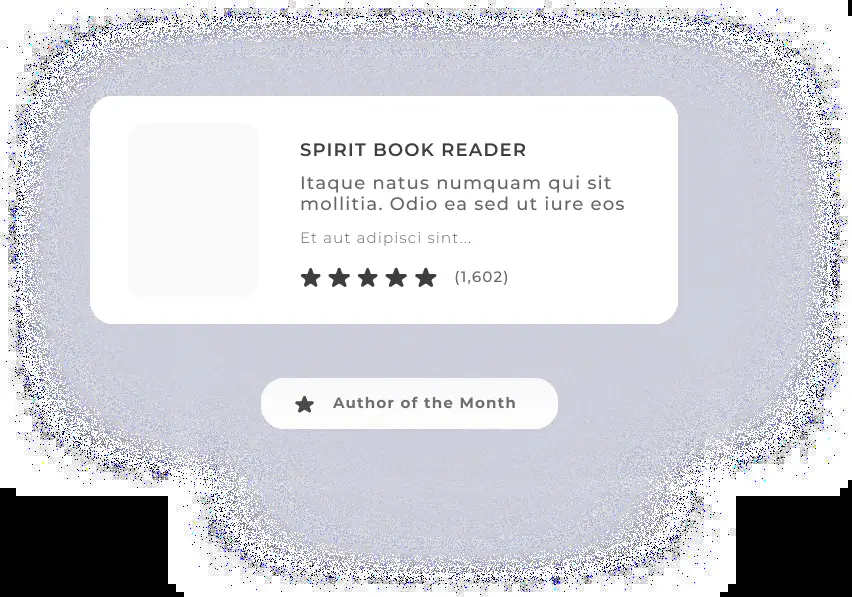 SPIRIT BOOK READER
Itaque natus numquam qui sit
mollitia. Odio ea sed ut iure eos
Et aut adipisci sint...
(1,602)
Author of the Month